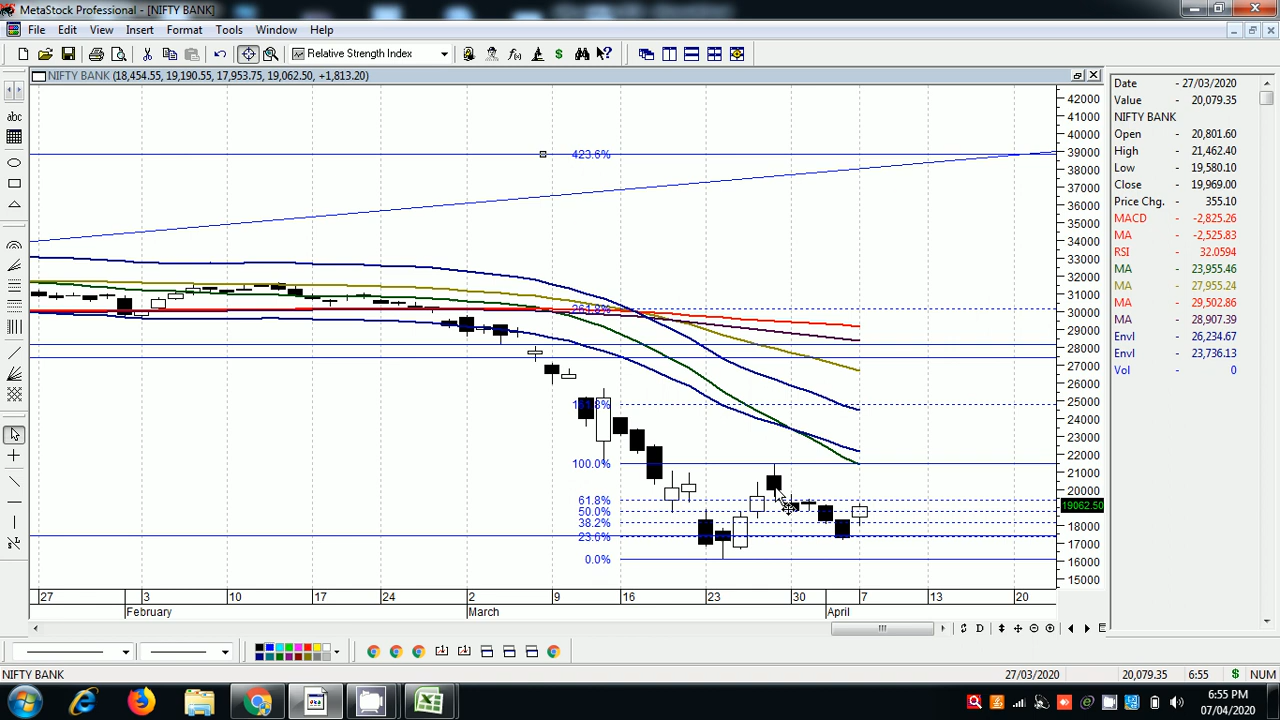 MetaStock Professional - [NIFTY BANK]
File Edit View Insert Format Tools Window Help
Relative Strength Index
NIFTY BANK (18,454.55, 19,190.55, 17,953.75, 19,062.50, +1,813.20)
abc
42000
41000
40000
39000
38000
37000
36000
35000
34000
33000
32000
31000
30000
29000
28000
27000
26000
25000
24000
23000
22000
21000
20000
19062.50
18000
17000
16000
15000
423.6%
261.8%
161.8%
100.0%
61.8%
50.0%
38.2%
23.6%
0.0%
27 3 10 17 24 2 9 16 23 30 7 13 20
February March April
Date - 27/03/2020
Value - 20,079.35
NIFTY BANK
Open - 20,801.60
High - 21,462.40
Low - 19,580.10
Close - 19,969.00
Price Chg. - 355.10
MACD - -2,825.26
MA - -2,525.83
RSI - 32.0594
MA - 23,955.46
MA - 27,955.24
MA - 29,502.86
MA - 28,907.39
Envl - 26,234.67
Envl - 23,736.13
Vol - 0
D
NIFTY BANK 27/03/2020 20,079.35 6:55 $ NUM
6:55 PM
07/04/2020